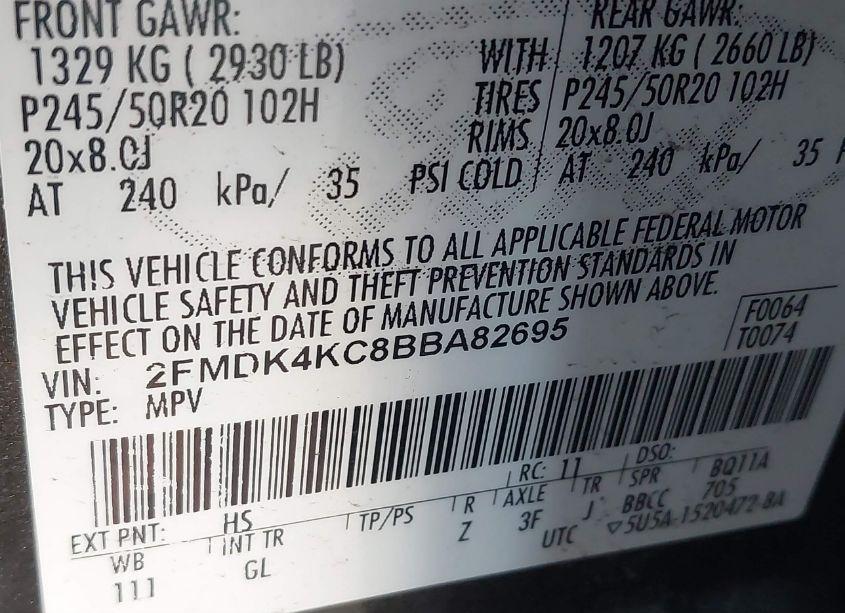 FRONT GAWR: REAR GAWR:
1329 KG ( 2930 LB) WITH 1207 KG ( 2660 LB)
P245/50R20 102H TIRES P245/50R20 102H
20x8.0J RIMS 20x8.0J
AT 240 kPa/ 35 PSI COLD AT 240 kPa/ 35
THIS VEHICLE CONFORMS TO ALL APPLICABLE FEDERAL MOTOR
VEHICLE SAFETY AND THEFT PREVENTION STANDARDS IN
EFFECT ON THE DATE OF MANUFACTURE SHOWN ABOVE.
VIN: 2FMDK4KC8BBA82695 F0064
TYPE: MPV T0074
EXT PNT: HS RC: 11 DSO:
WB INT TR TP/PS R AXLE TR SPR BQ11A
111 GL Z 3F J BBCC 705
UTC ▽5U5A-1520472-BA